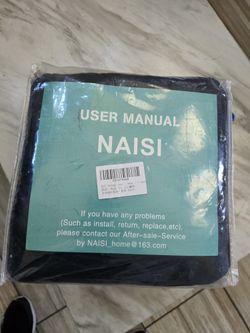 USER MANUAL
NAISI
If you have any problems
(Such as install, return, replace,etc),
please contact our After-sale-Service
by NAISI_home@163.com